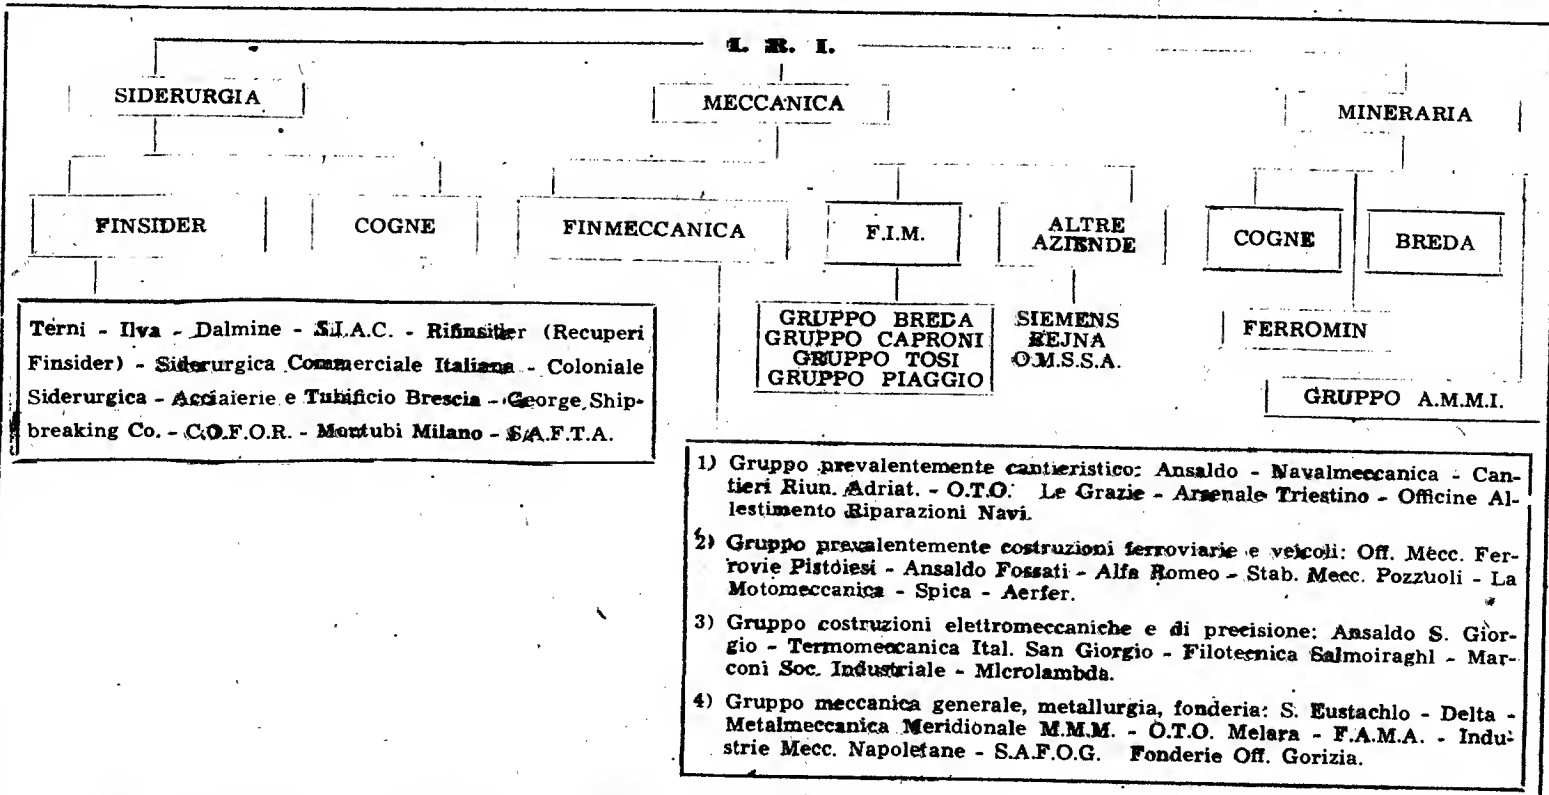 I. R. I.
SIDERURGIA
MECCANICA
MINERARIA
FINSIDER
COGNE
FINMECCANICA
F.I.M.
ALTRE
AZIENDE
COGNE
BREDA
Terni - Ilva - Dalmine - S.I.A.C. - Rifinsider (Recuperi
Finsider) - Siderurgica Commerciale Italiana - Coloniale
Siderurgica - Acciaierie e Tubificio Brescia - George Ship-
breaking Co. - C.O.F.O.R. - Montubi Milano - S.A.F.T.A.
GRUPPO BREDA
GRUPPO CAPRONI
GRUPPO TOSI
GRUPPO PIAGGIO
SIEMENS
REJNA
O.M.S.S.A.
FERROMIN
GRUPPO A.M.M.I.
1) Gruppo prevalentemente cantieristico: Ansaldo - Navalmeccanica - Can-
tieri Riun. Adriat. - O.T.O. Le Grazie - Arsenale Triestino - Officine Al-
lestimento Riparazioni Navi.
2) Gruppo prevalentemente costruzioni ferroviarie e veicoli: Off. Mecc. Fer-
rovie Pistoiesi - Ansaldo Fossati - Alfa Romeo - Stab. Mecc. Pozzuoli - La
Motomeccanica - Spica - Aerfer.
3) Gruppo costruzioni elettromeccaniche e di precisione: Ansaldo S. Gior-
gio - Termomeccanica Ital. San Giorgio - Filotecnica Salmoiraghi - Mar-
coni Soc. Industriale - Microlambda.
4) Gruppo meccanica generale, metallurgia, fonderia: S. Eustachio - Delta -
Metalmeccanica Meridionale M.M.M. - O.T.O. Melara - F.A.M.A. - Indu-
strie Mecc. Napoletane - S.A.F.O.G. Fonderie Off. Gorizia.